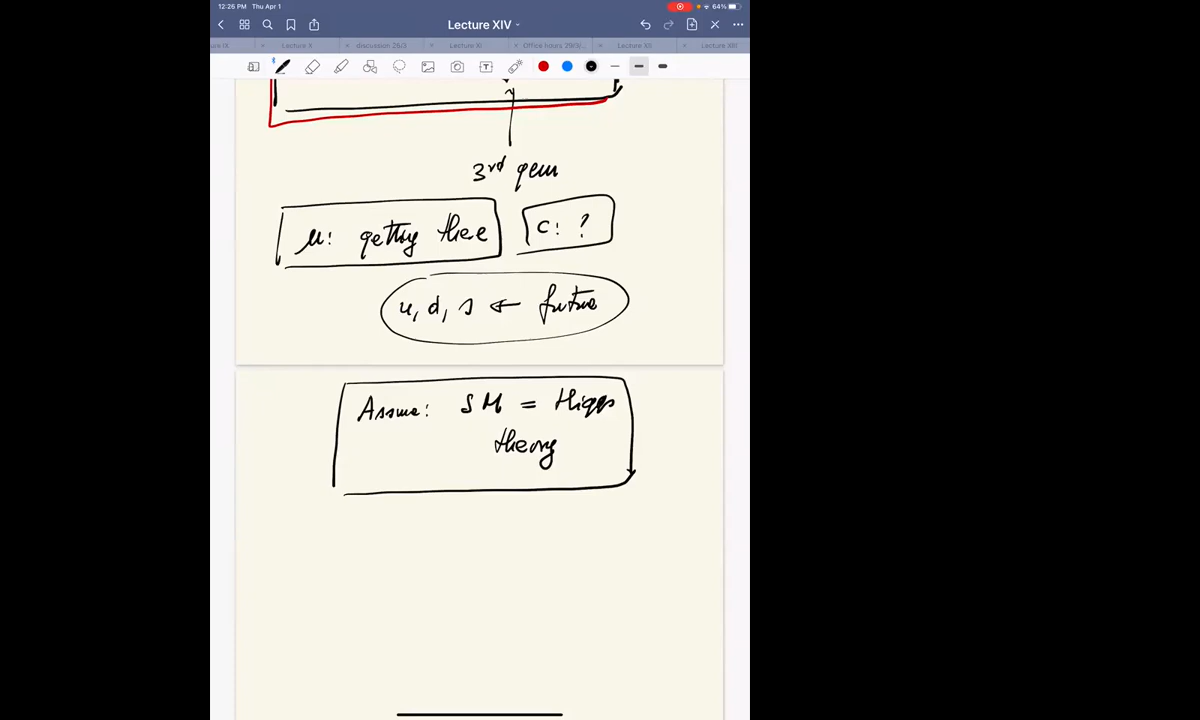 12:26 PM Thu Apr 1
64%
Lecture XIV
Lecture X
discussion 26/3
Lecture XI
Office hours 29/3/...
Lecture XII
Lecture XIII
3rd gen
μ: getting there
c: ?
u, d, s ← future
Assume: SM = Higgs
theory